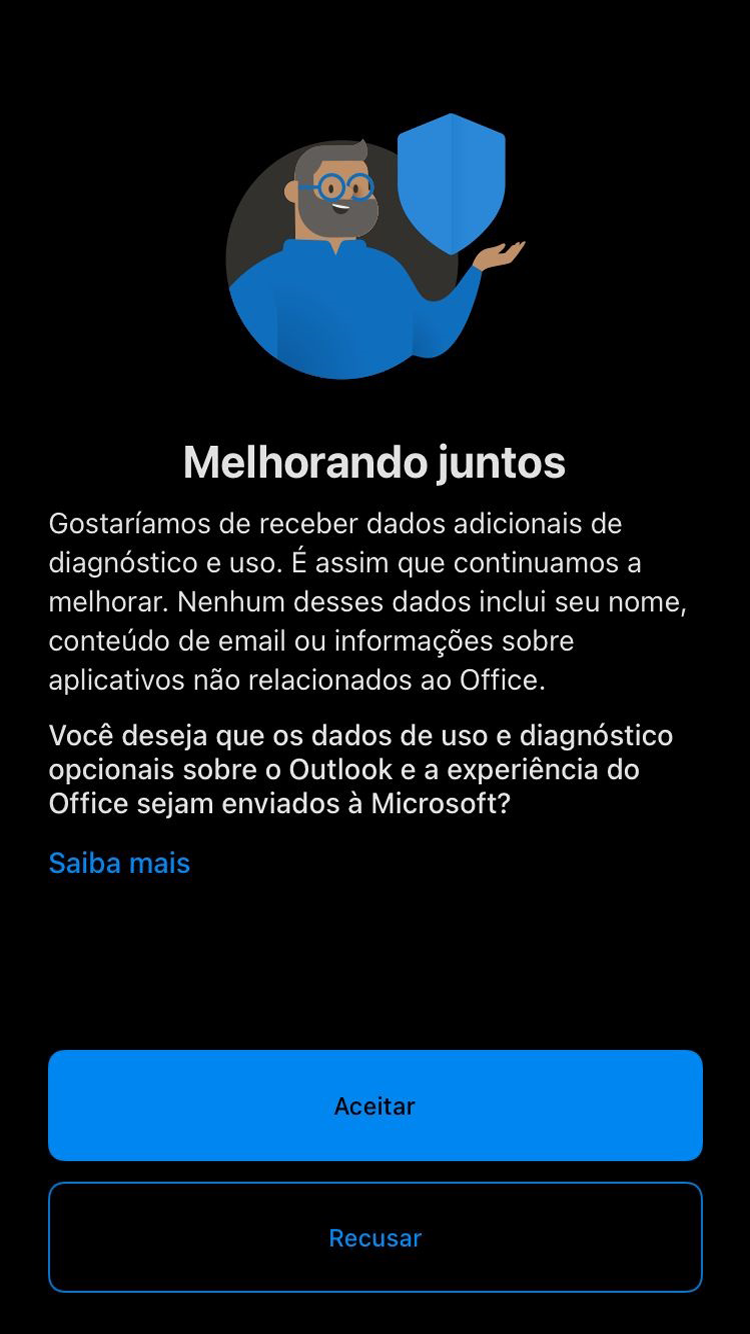 Melhorando juntos
Gostaríamos de receber dados adicionais de
diagnóstico e uso. É assim que continuamos a
melhorar. Nenhum desses dados inclui seu nome,
conteúdo de email ou informações sobre
aplicativos não relacionados ao Office.
Você deseja que os dados de uso e diagnóstico
opcionais sobre o Outlook e a experiência do
Office sejam enviados à Microsoft?
Saiba mais
Aceitar
Recusar